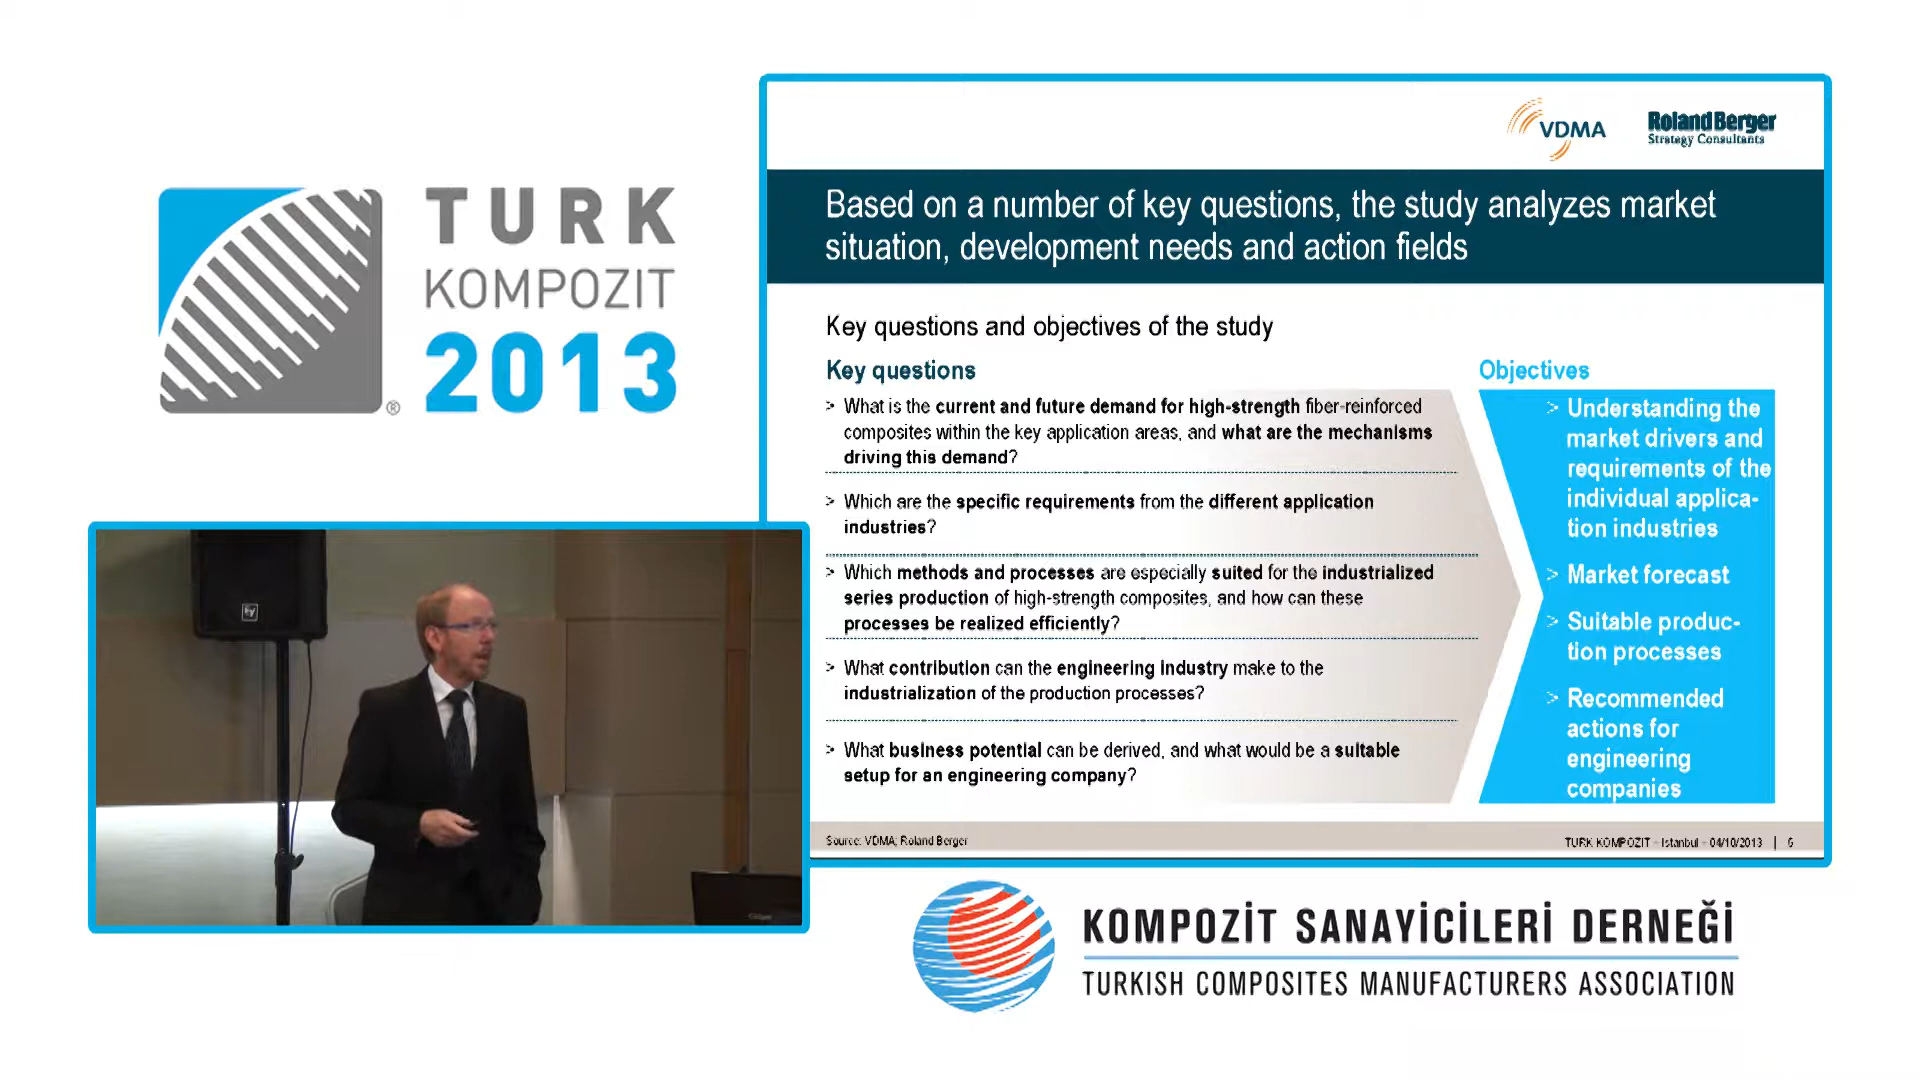 TURK
KOMPOZIT
2013
®
VDMA
Roland Berger
Strategy Consultants
Based on a number of key questions, the study analyzes market
situation, development needs and action fields
Key questions and objectives of the study
Key questions
> What is the current and future demand for high-strength fiber-reinforced
composites within the key application areas, and what are the mechanisms
driving this demand?
> Which are the specific requirements from the different application
industries?
> Which methods and processes are especially suited for the industrialized
series production of high-strength composites, and how can these
processes be realized efficiently?
> What contribution can the engineering industry make to the
industrialization of the production processes?
> What business potential can be derived, and what would be a suitable
setup for an engineering company?
Objectives
> Understanding the
market drivers and
requirements of the
individual applica-
tion industries
> Market forecast
> Suitable produc-
tion processes
> Recommended
actions for
engineering
companies
Source: VDMA; Roland Berger
TURK KOMPOZIT - Istanbul - 04/10/2013 | 6
EV
KOMPOZİT SANAYİCİLERİ DERNEĞİ
TURKISH COMPOSITES MANUFACTURERS ASSOCIATION